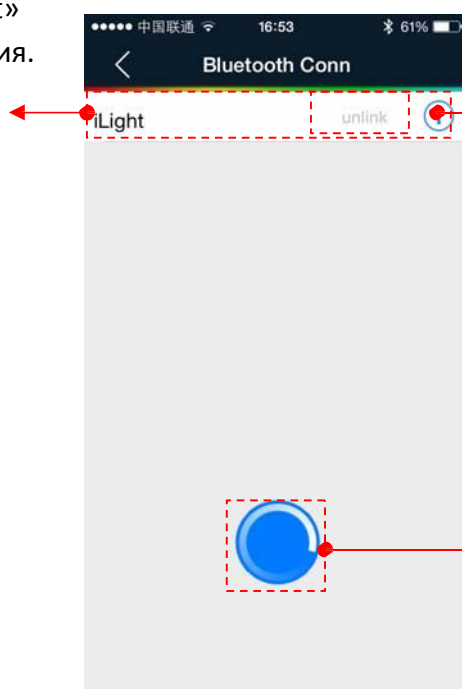 »
ия.
中国联通 16:53 61%
Bluetooth Conn
iLight unlink